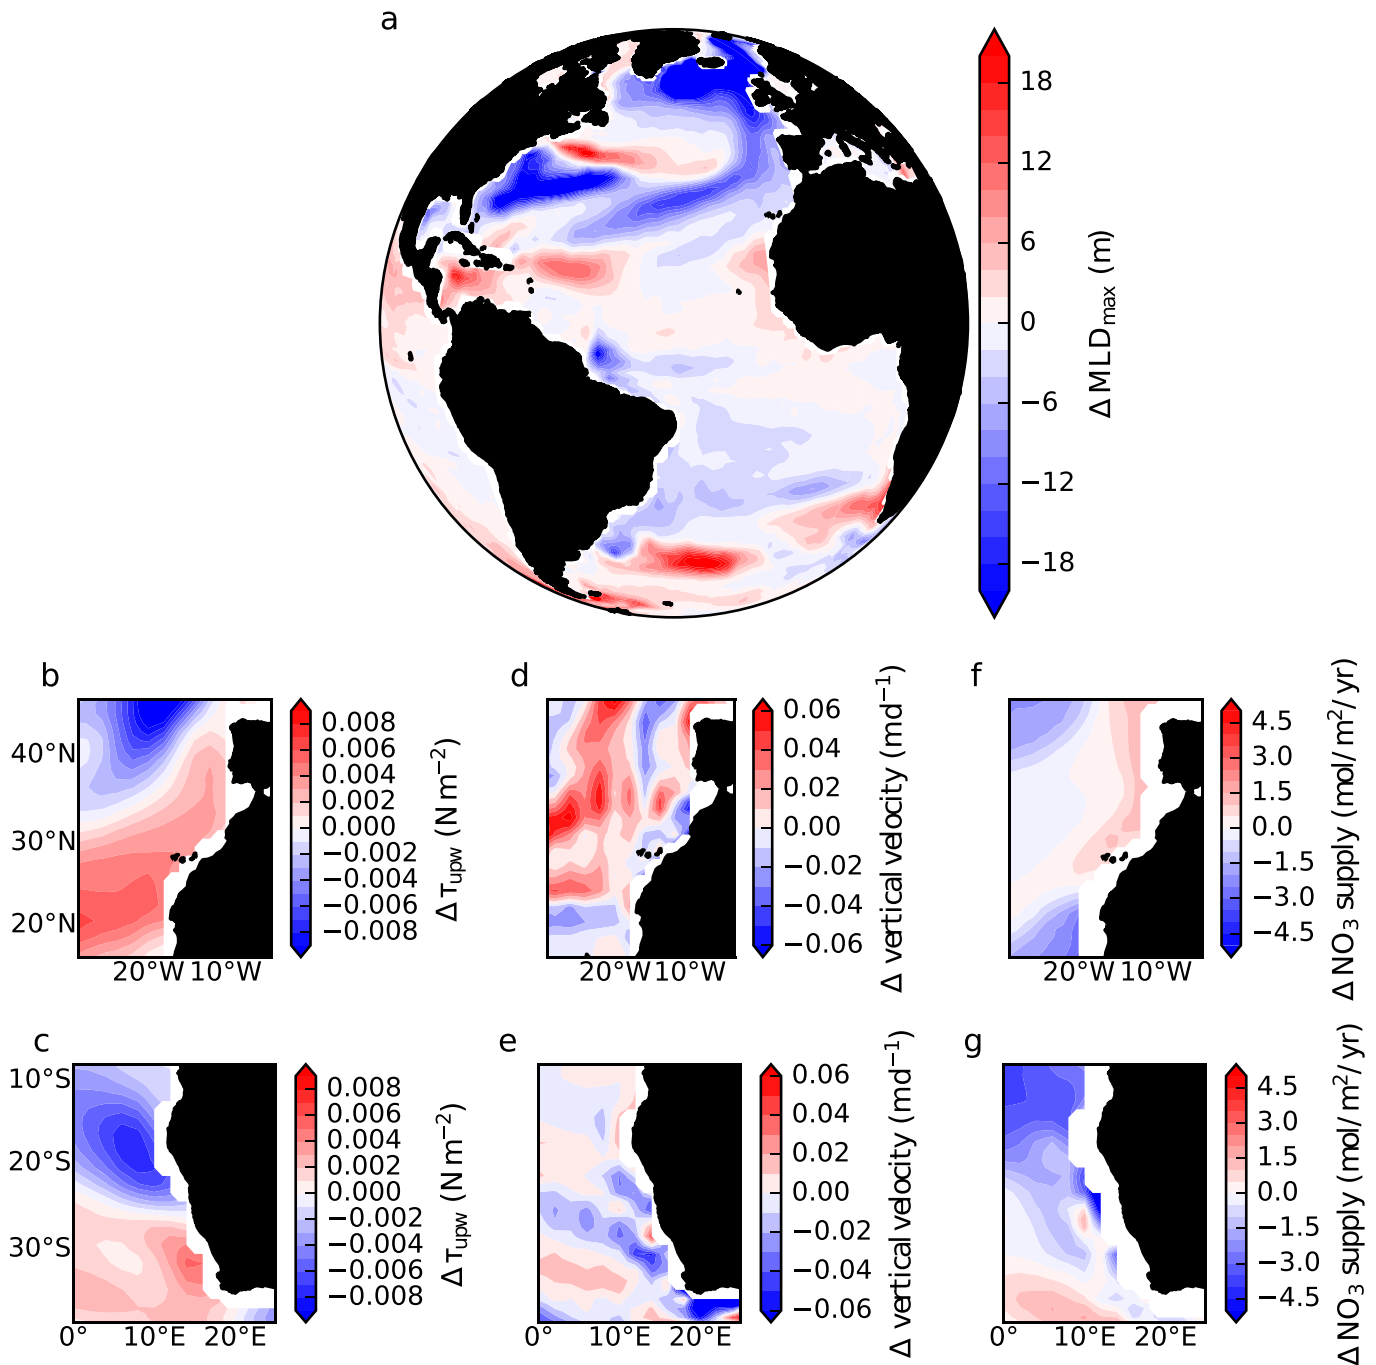 a
18
12
6
0
−6
−12
−18
Δ MLD_max (m)
b
40°N
30°N
20°N
20°W 10°W
0.008
0.006
0.004
0.002
0.000
−0.002
−0.004
−0.006
−0.008
Δ τ_upw (N m⁻²)
d
20°W 10°W
0.06
0.04
0.02
0.00
−0.02
−0.04
−0.06
Δ vertical velocity (md⁻¹)
f
20°W 10°W
4.5
3.0
1.5
0.0
−1.5
−3.0
−4.5
Δ NO₃ supply (mol/m²/yr)
c
10°S
20°S
30°S
0° 10°E 20°E
0.008
0.006
0.004
0.002
0.000
−0.002
−0.004
−0.006
−0.008
Δ τ_upw (N m⁻²)
e
0° 10°E 20°E
0.06
0.04
0.02
0.00
−0.02
−0.04
−0.06
Δ vertical velocity (md⁻¹)
g
0° 10°E 20°E
4.5
3.0
1.5
0.0
−1.5
−3.0
−4.5
Δ NO₃ supply (mol/m²/yr)